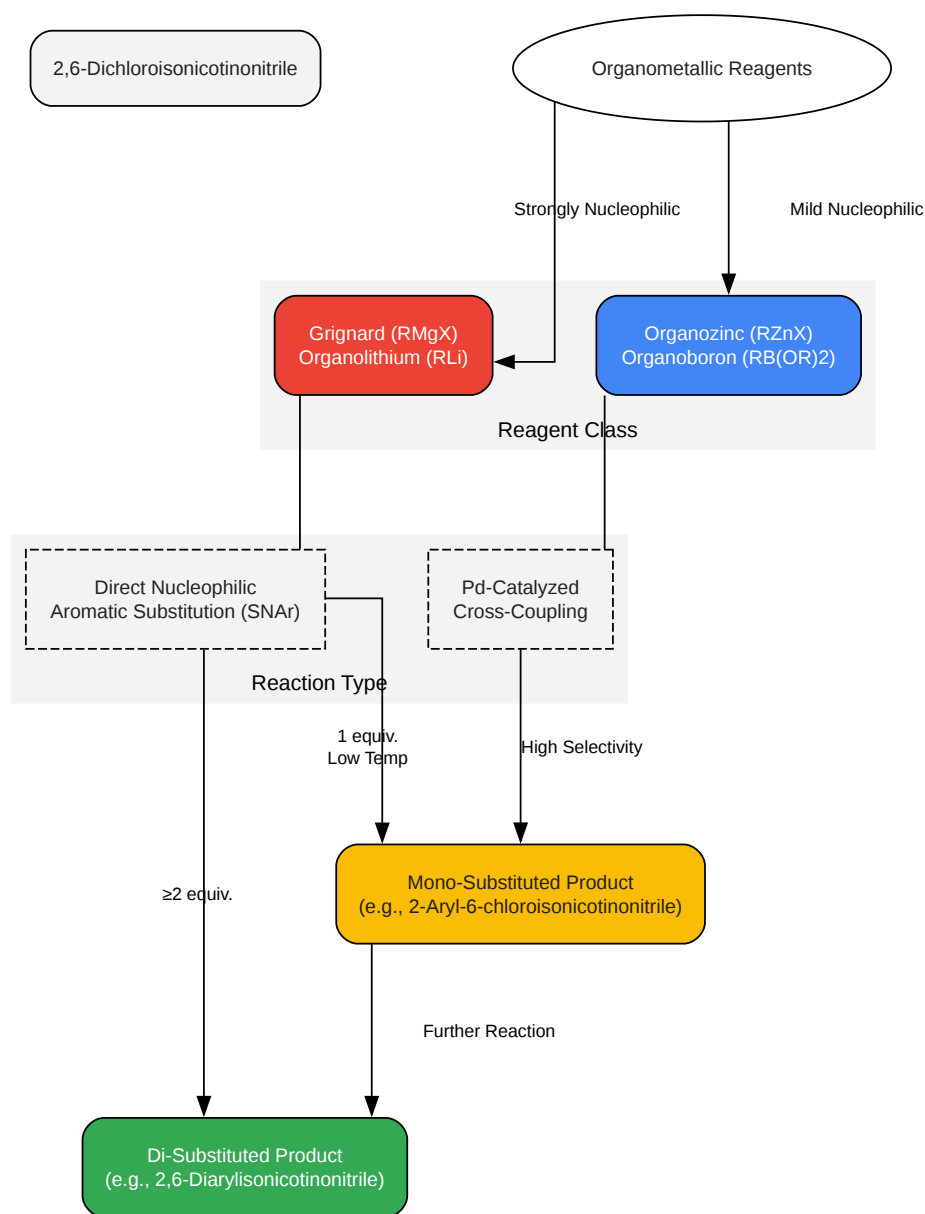 2,6-Dichloroisonicotinonitrile
Organometallic Reagents
Strongly Nucleophilic
Mild Nucleophilic
Grignard (RMgX)
Organolithium (RLi)
Organozinc (RZnX)
Organoboron (RB(OR)2)
Reagent Class
Direct Nucleophilic
Aromatic Substitution (SNAr)
Pd-Catalyzed
Cross-Coupling
Reaction Type
1 equiv.
Low Temp
High Selectivity
≥2 equiv.
Mono-Substituted Product
(e.g., 2-Aryl-6-chloroisonicotinonitrile)
Further Reaction
Di-Substituted Product
(e.g., 2,6-Diarylisonicotinonitrile)